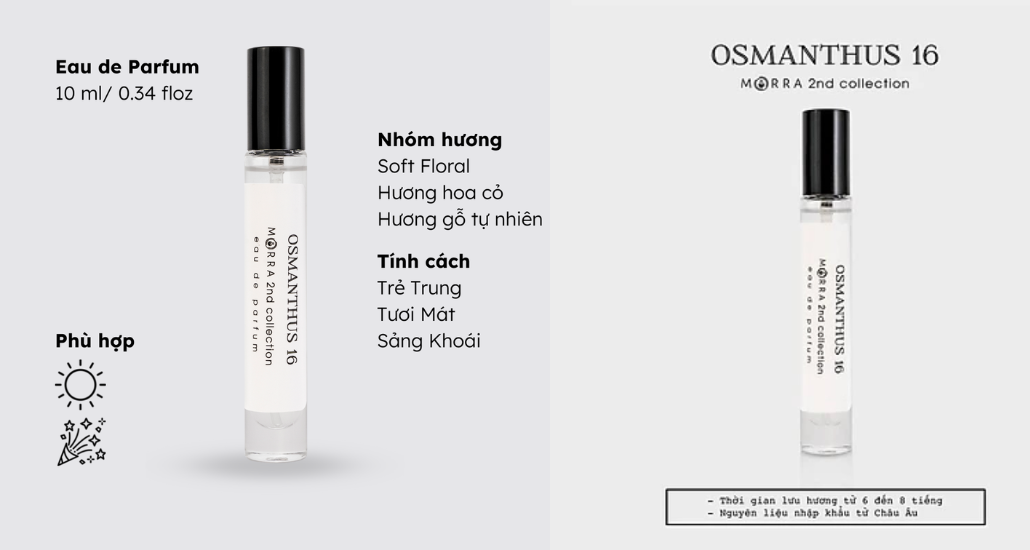 Eau de Parfum
10 ml/ 0.34 floz
Nhóm hương
Soft Floral
Hương hoa cỏ
Hương gỗ tự nhiên
Tính cách
Trẻ Trung
Tươi Mát
Sảng Khoái
Phù hợp
OSMANTHUS 16
MORRA 2nd collection
eau de parfum
OSMANTHUS 16
MORRA 2nd collection
OSMANTHUS 16
MORRA 2nd collection
eau de parfum
- Thời gian lưu hương từ 6 đến 8 tiếng
- Nguyên liệu nhập khẩu từ Châu Âu